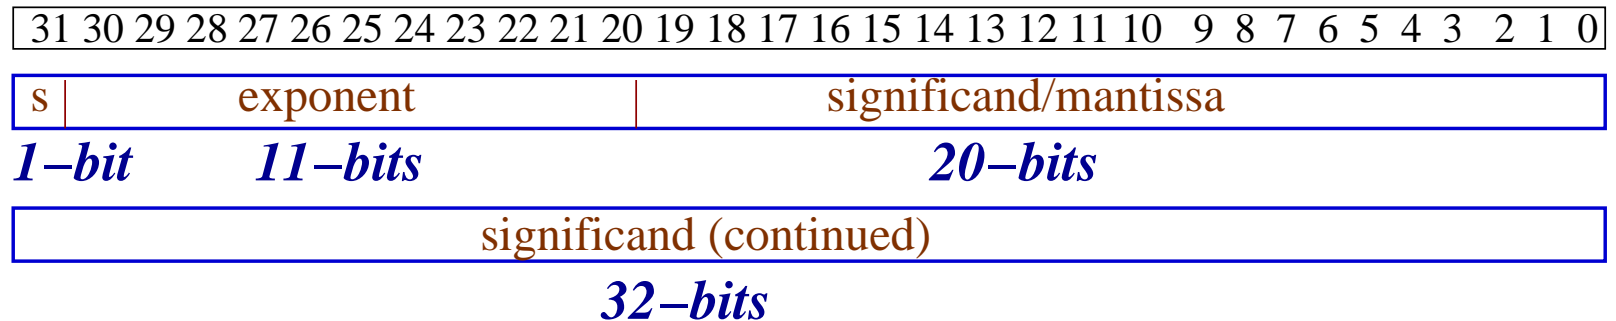 31 30 29 28 27 26 25 24 23 22 21 20 19 18 17 16 15 14 13 12 11 10 9 8 7 6 5 4 3 2 1 0
s exponent significand/mantissa
1–bit 11–bits 20–bits
significand (continued)
32–bits